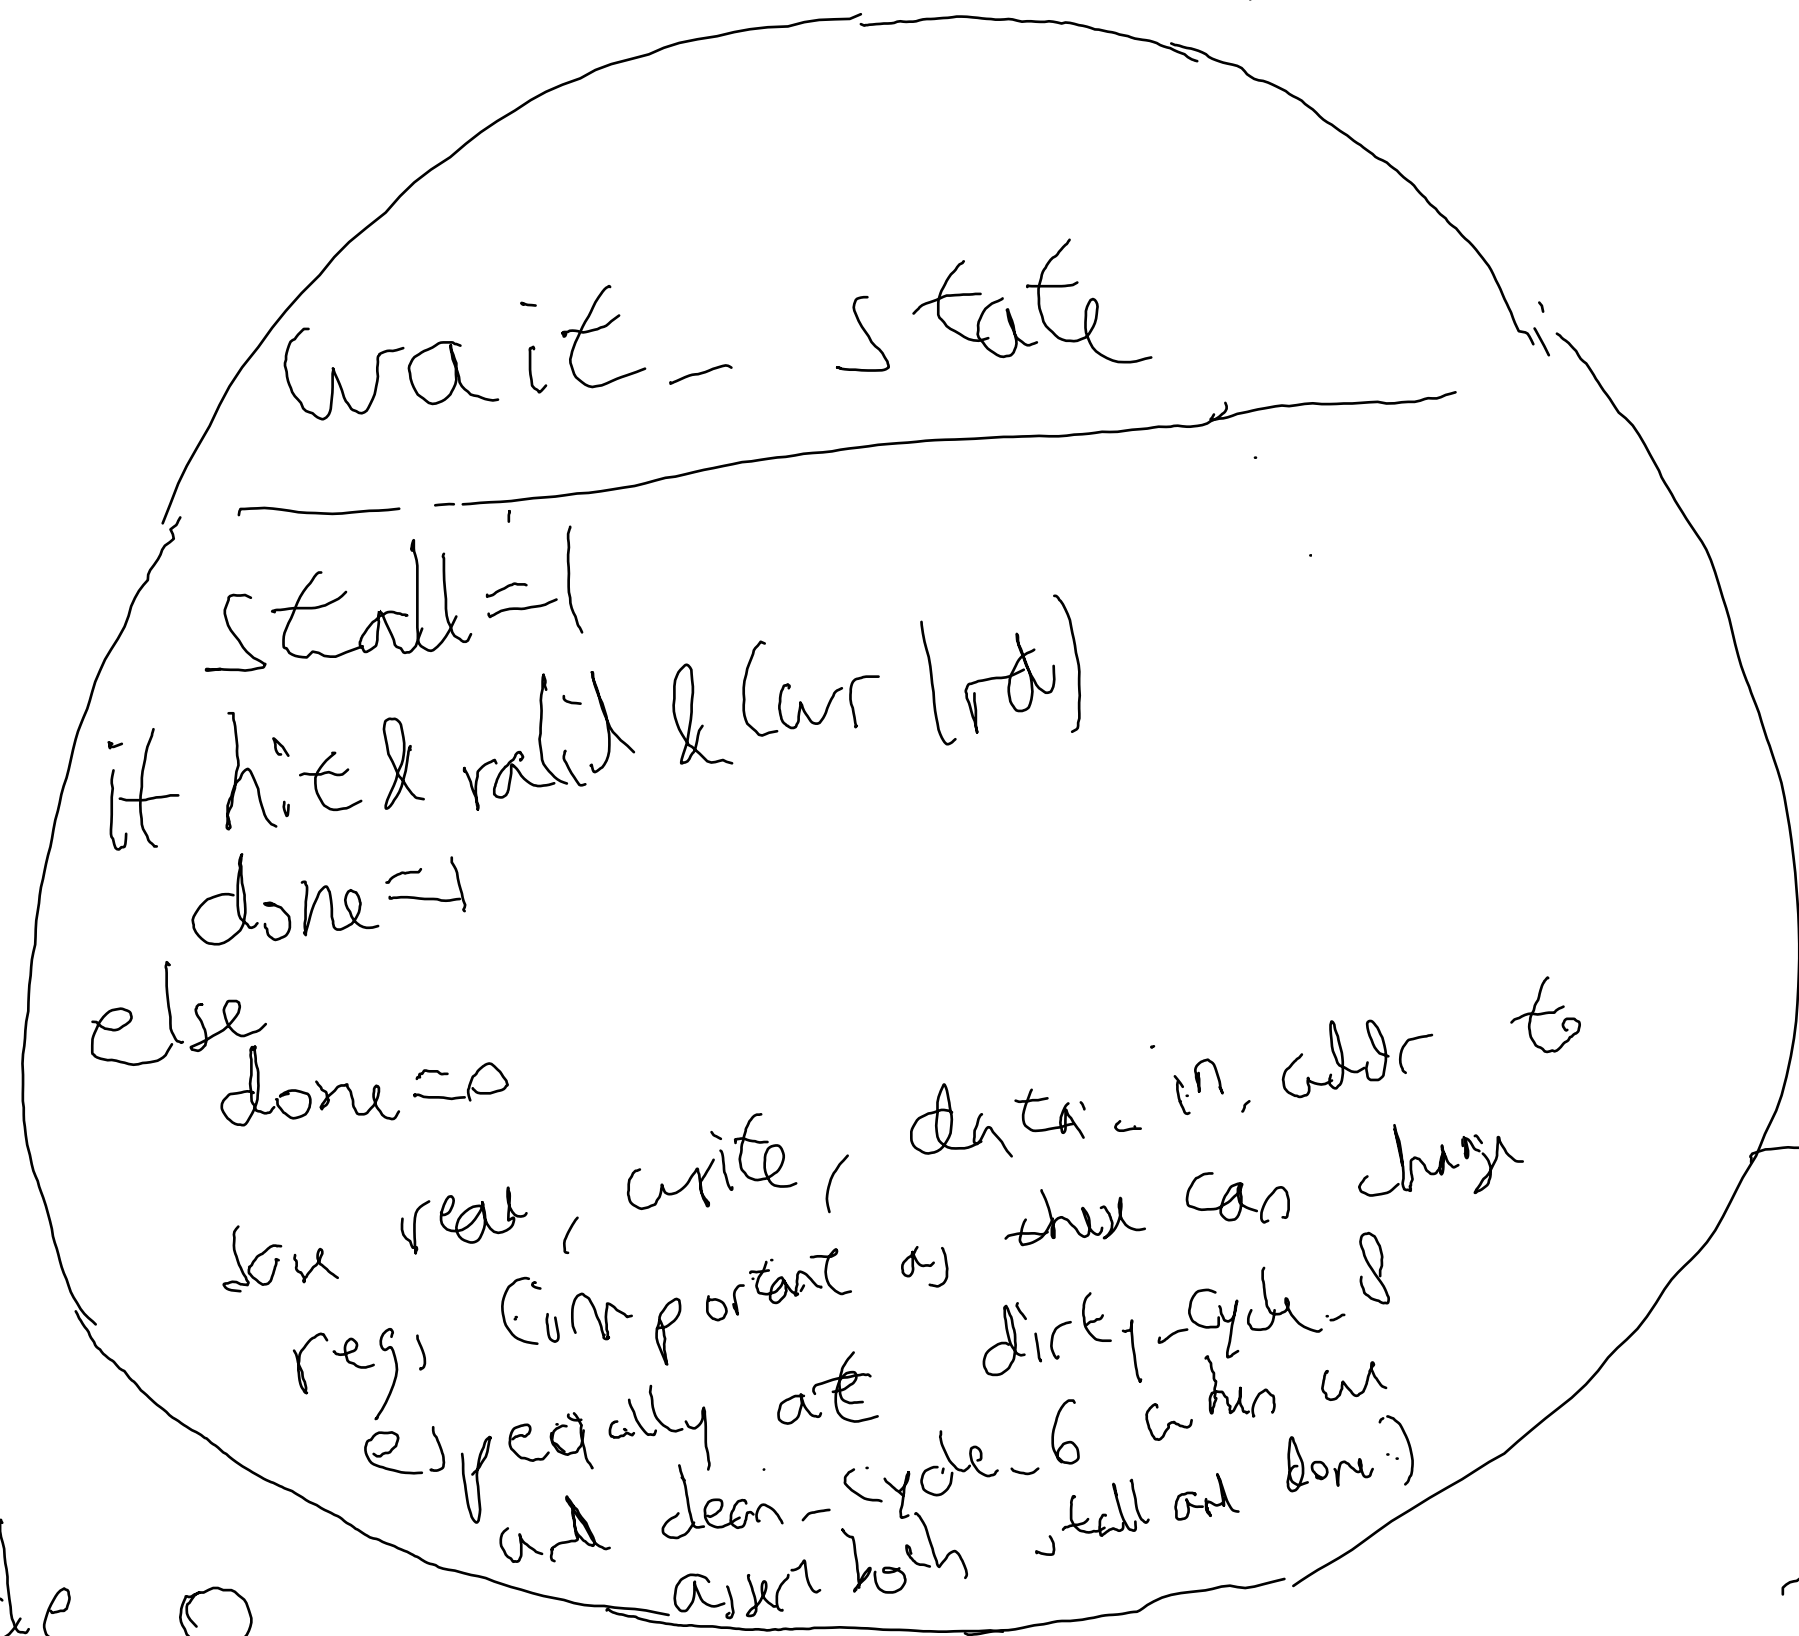 wait_state
stall=1
if hit & valid & (wr | rd)
done=1
else
done=0
save read, write, data_in, addr to
regs (important as these can change
especially at dirty_cycle_8
and clean_cycle_6 when we
assert both stall and done.)